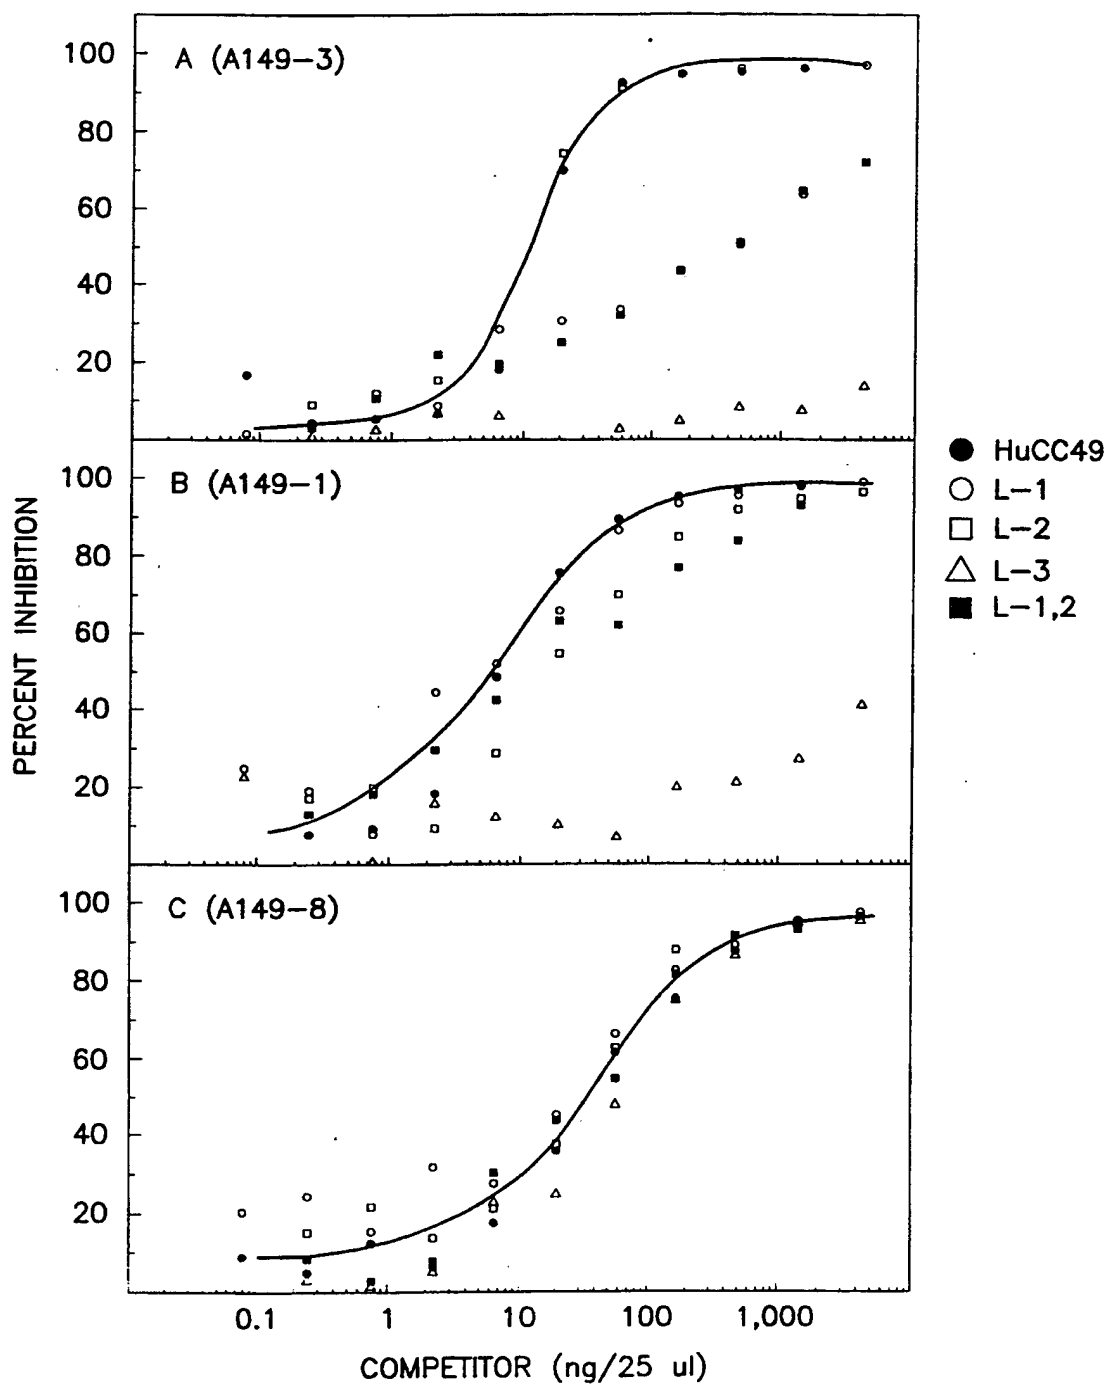 A (A149-3)
100
80
60
40
20
B (A149-1)
100
80
60
40
20
C (A149-8)
100
80
60
40
20
0.1 1 10 100 1,000
COMPETITOR (ng/25 ul)
PERCENT INHIBITION
HuCC49
L-1
L-2
L-3
L-1,2